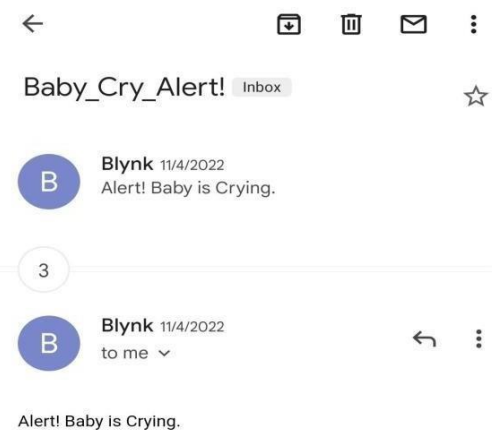 Baby_Cry_Alert! Inbox
B
Blynk 11/4/2022
Alert! Baby is Crying.
3
B
Blynk 11/4/2022
to me
Alert! Baby is Crying.